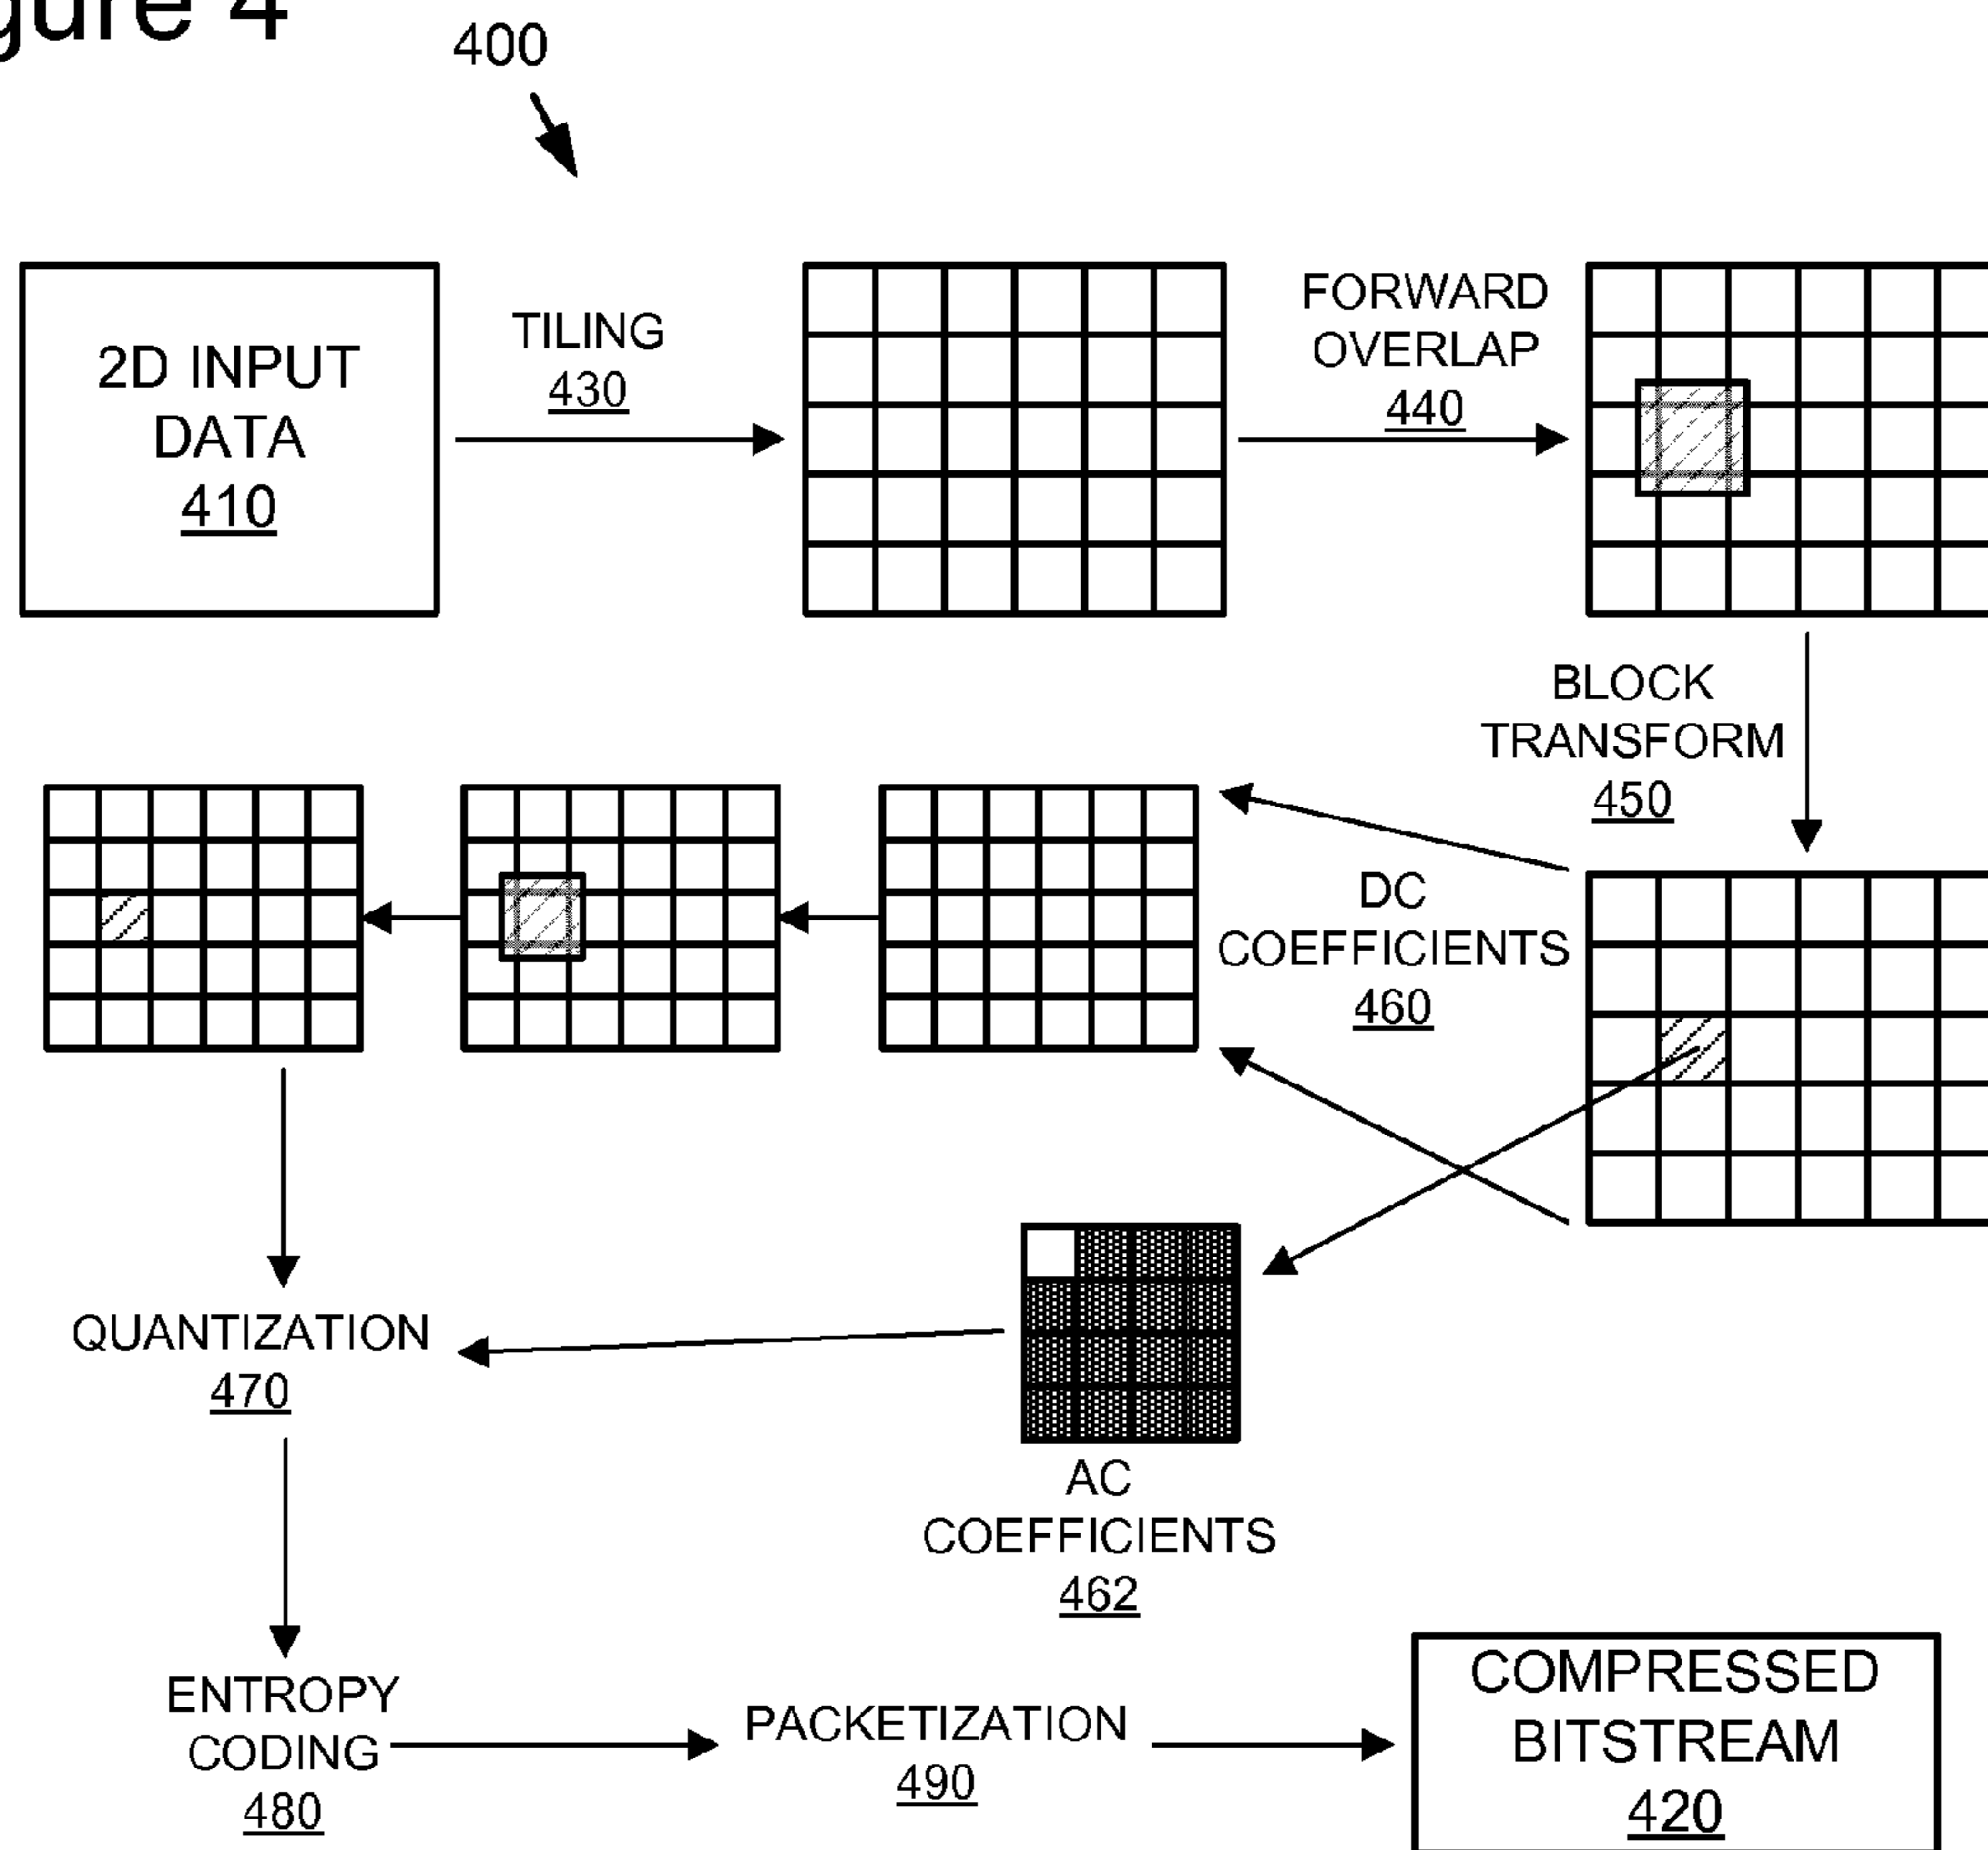 gure 4
400
2D INPUT
DATA
410
TILING
430
FORWARD
OVERLAP
440
BLOCK
TRANSFORM
450
DC
COEFFICIENTS
460
QUANTIZATION
470
AC
COEFFICIENTS
462
ENTROPY
CODING
480
PACKETIZATION
490
COMPRESSED
BITSTREAM
420